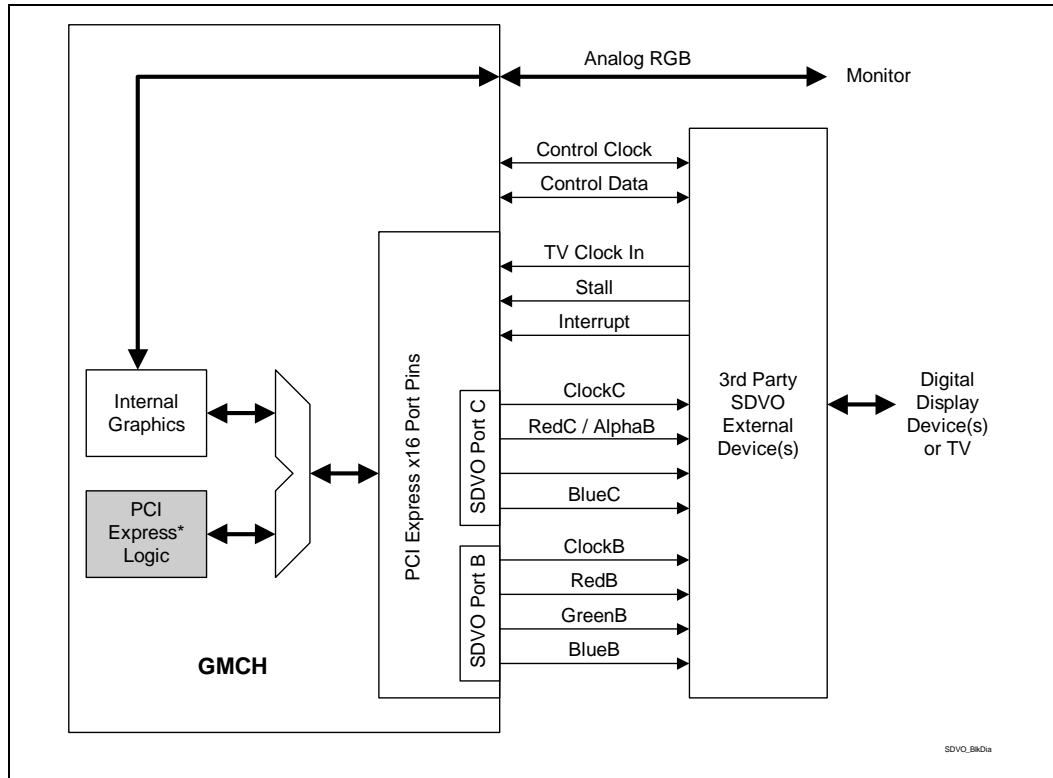 Analog RGB
Monitor
Control Clock
Control Data
TV Clock In
Stall
Interrupt
Internal
Graphics
PCI
Express*
Logic
GMCH
PCI Express x16 Port Pins
SDVO Port C
SDVO Port B
ClockC
RedC / AlphaB
BlueC
ClockB
RedB
GreenB
BlueB
3rd Party
SDVO
External
Device(s)
Digital
Display
Device(s)
or TV
SDVO_BlkDia